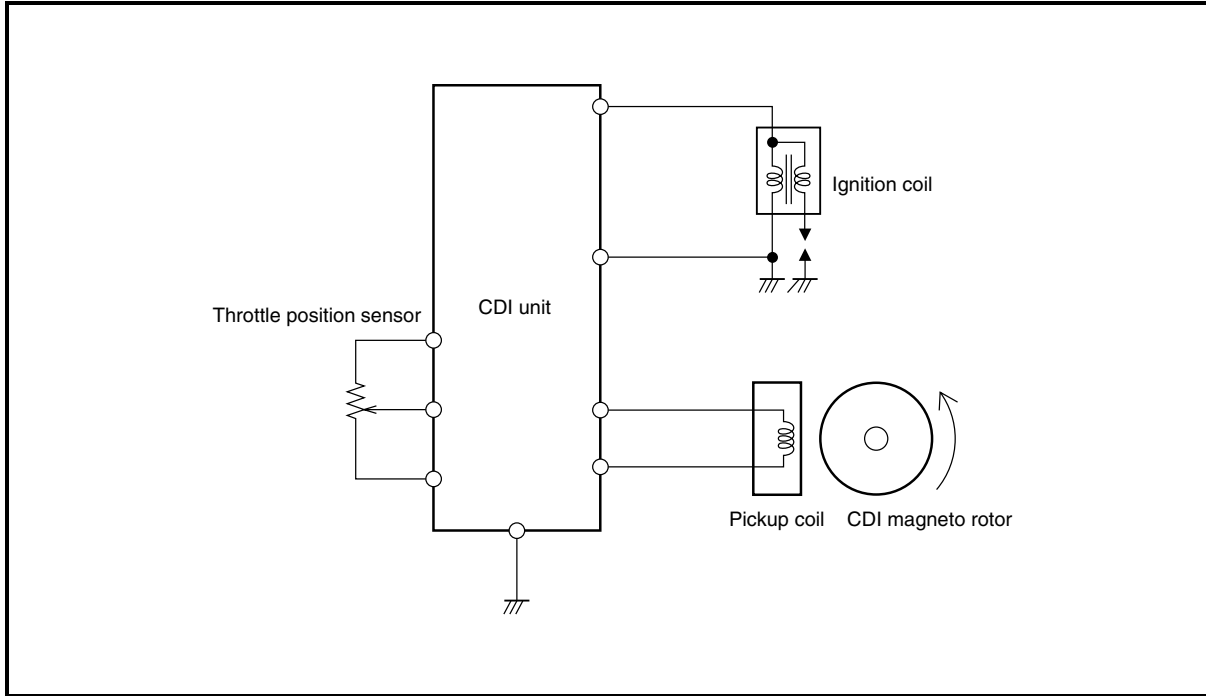 Ignition coil
CDI unit
Throttle position sensor
Pickup coil
CDI magneto rotor